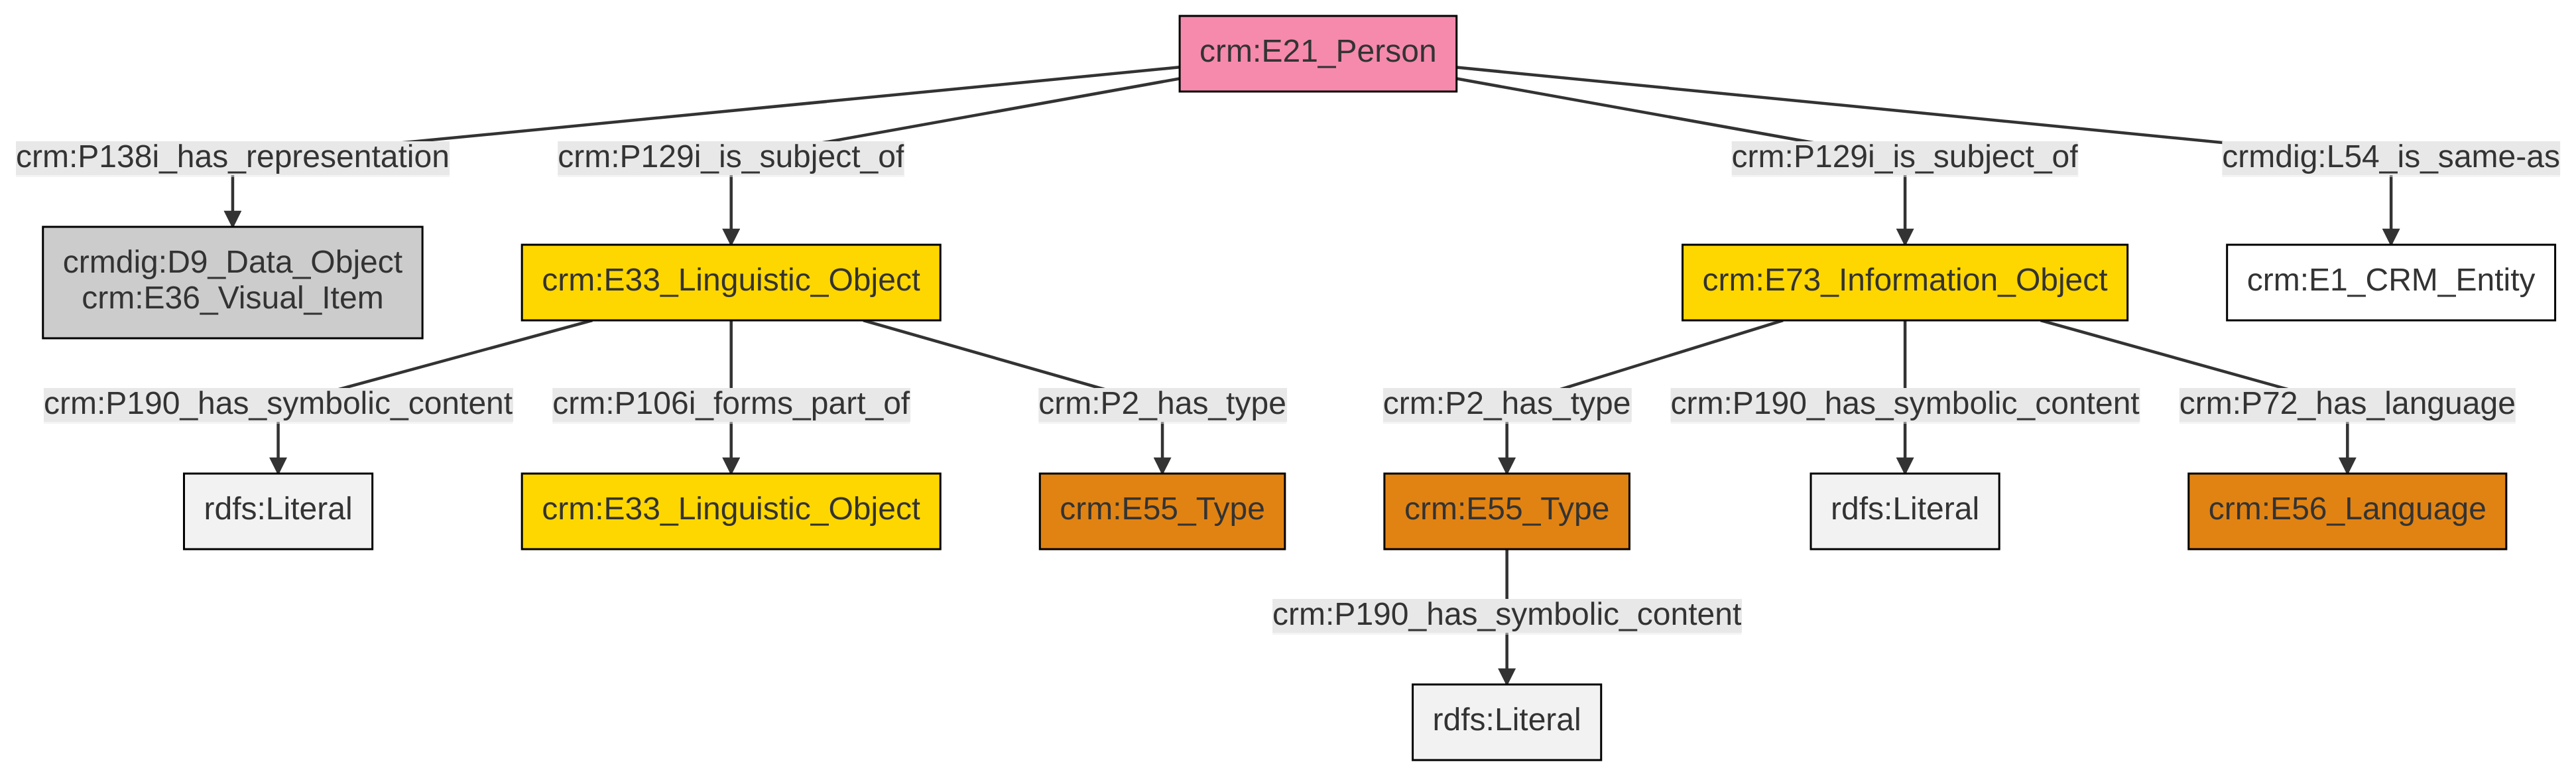 crm:E21_Person
crm:P138i_has_representation
crm:P129i_is_subject_of
crm:P129i_is_subject_of
crmdig:L54_is_same-as
crmdig:D9_Data_Object
crm:E36_Visual_Item
crm:E33_Linguistic_Object
crm:E73_Information_Object
crm:E1_CRM_Entity
crm:P190_has_symbolic_content
crm:P106i_forms_part_of
crm:P2_has_type
crm:P2_has_type
crm:P190_has_symbolic_content
crm:P72_has_language
rdfs:Literal
crm:E33_Linguistic_Object
crm:E55_Type
crm:E55_Type
rdfs:Literal
crm:E56_Language
crm:P190_has_symbolic_content
rdfs:Literal